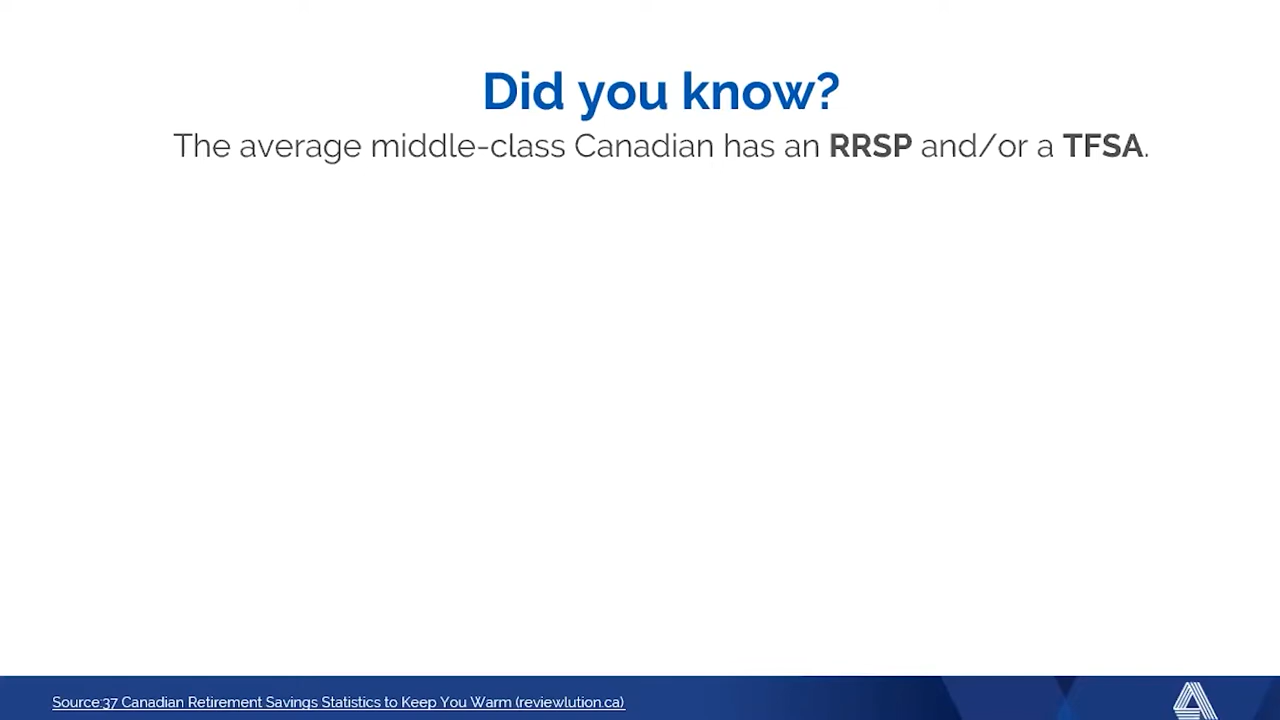 Did you know?
The average middle-class Canadian has an RRSP and/or a TFSA.
Source:37 Canadian Retirement Savings Statistics to Keep You Warm (reviewlution.ca)